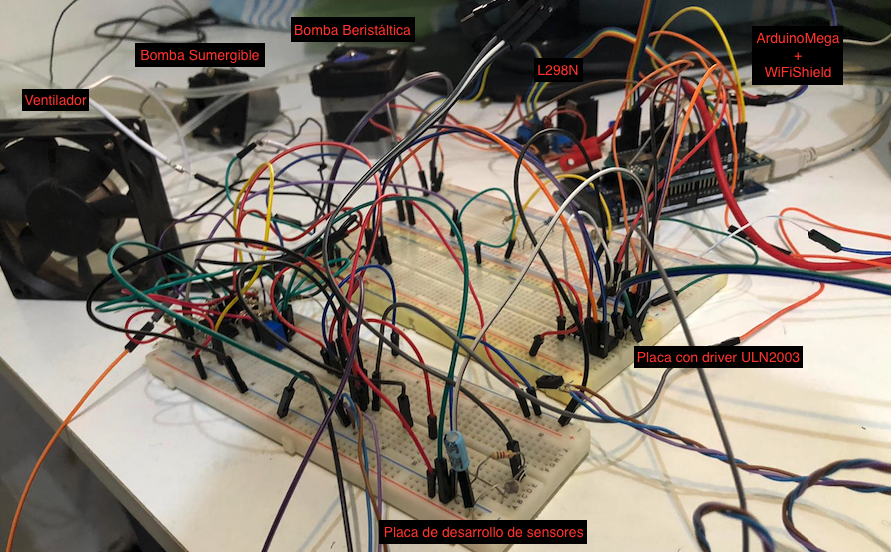 Bomba Beristáltica
Bomba Sumergible
ArduinoMega
+
WiFiShield
L298N
Ventilador
Placa con driver ULN2003
Placa de desarrollo de sensores